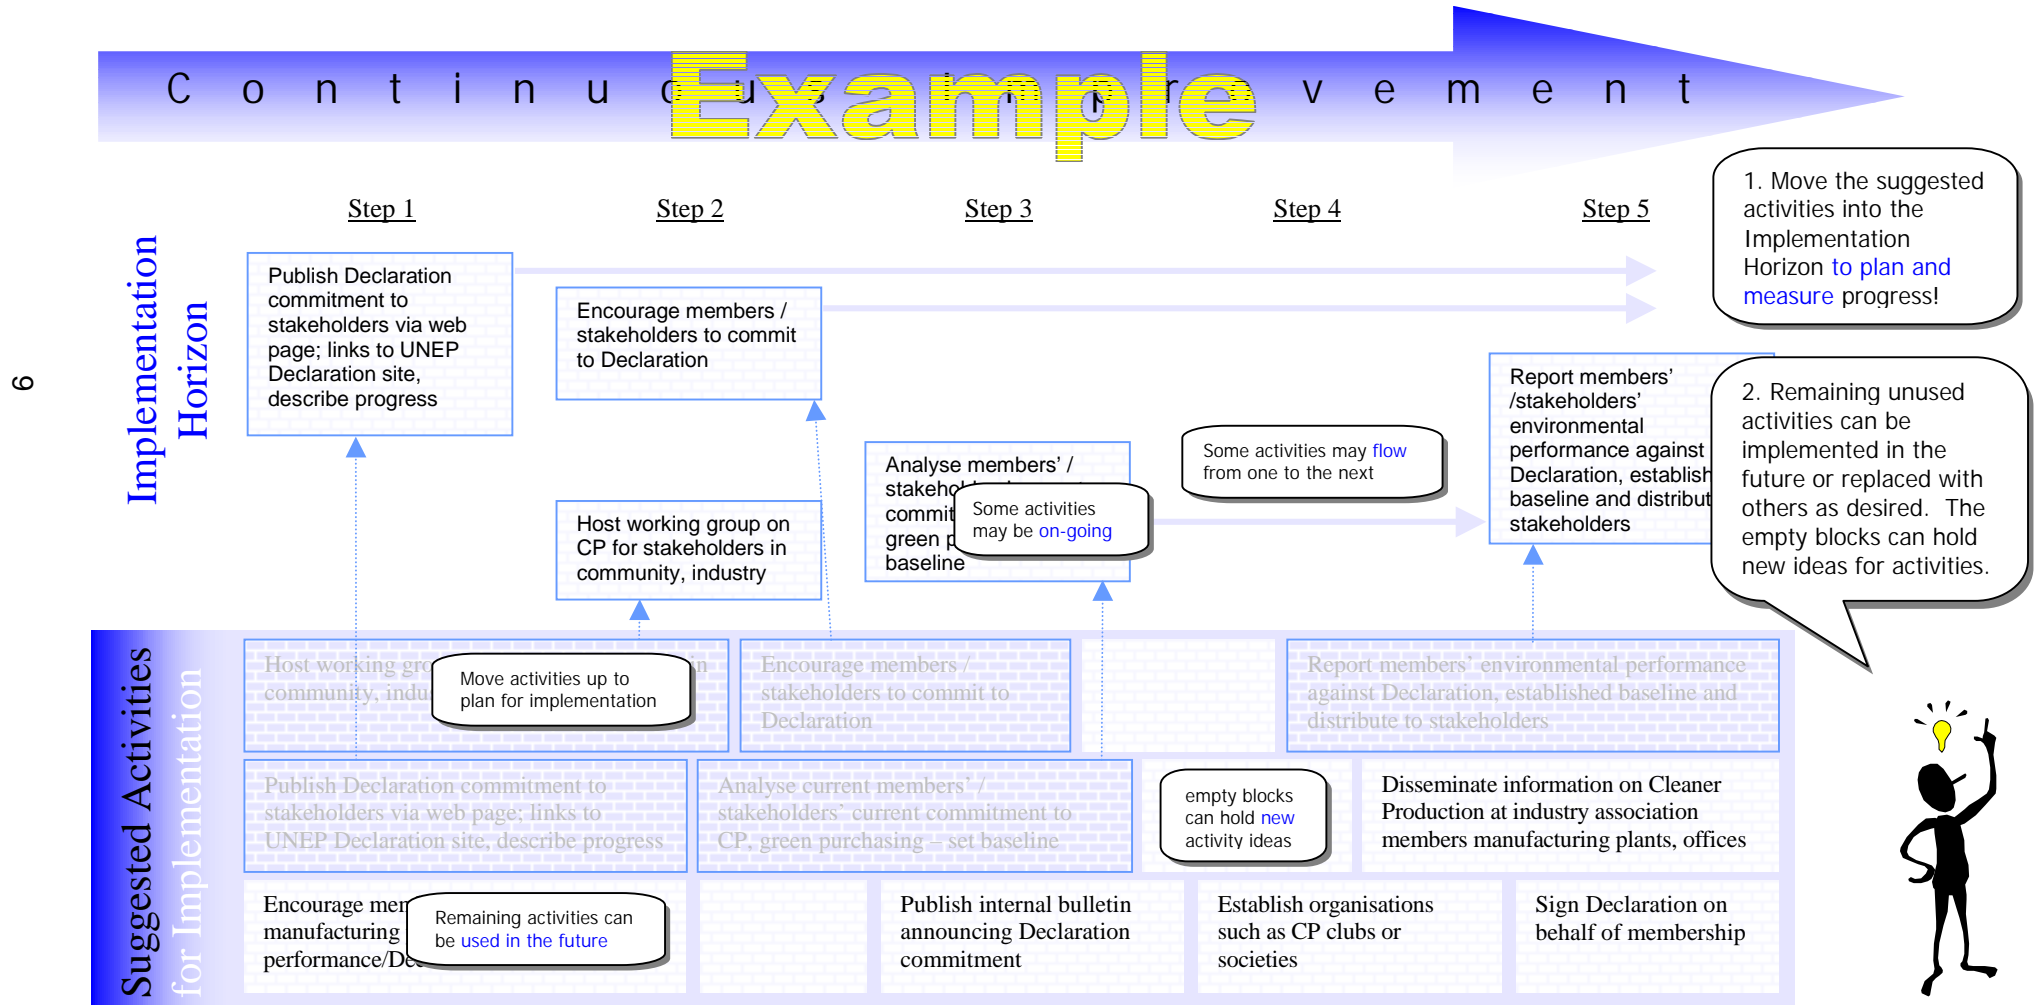 Continuous improvement
Example
Step 1
Step 2
Step 3
Step 4
Step 5
Implementation
Horizon
6
Publish Declaration
commitment to
stakeholders via web
page; links to UNEP
Declaration site,
describe progress
Encourage members /
stakeholders to commit
to Declaration
Host working group on
CP for stakeholders in
community, industry
Analyse members’ /
commit
green
baseline
Some activities
may be on-going
Some activities may flow
from one to the next
Report members’
/stakeholders’
environmental
performance against
Declaration, establish
baseline and distribut
stakeholders
1. Move the suggested
activities into the
Implementation
Horizon to plan and
measure progress!
2. Remaining unused
activities can be
implemented in the
future or replaced with
others as desired. The
empty blocks can hold
new ideas for activities.
Suggested Activities
for Implementation
Host working in
community,
Move activities up to
plan for implementation
Encourage members /
stakeholders to commit to
Declaration
Report members’ environmental performance
against Declaration, established baseline and
distribute to stakeholders
Publish Declaration commitment to
stakeholders via web page; links to
UNEP Declaration site, describe progress
Analyse current members’ /
stakeholders’ current commitment to
CP, green purchasing – set baseline
empty blocks
can hold new
activity ideas
Disseminate information on Cleaner
Production at industry association
members manufacturing plants, offices
Encourage
manufacturing
performance/
Remaining activities can
be used in the future
Publish internal bulletin
announcing Declaration
commitment
Establish organisations
such as CP clubs or
societies
Sign Declaration on
behalf of membership